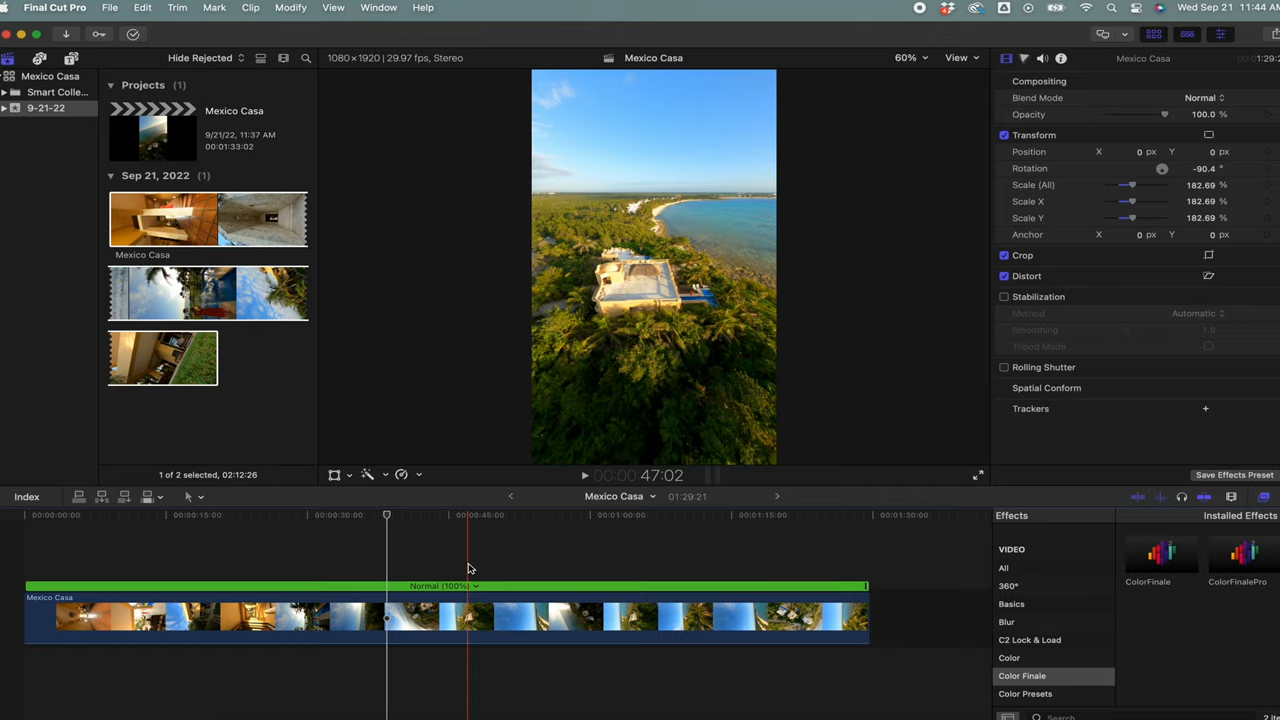 Final Cut Pro File Edit Trim Mark Clip Modify View Window Help Wed Sep 21 11:44 AM
Hide Rejected 1080×1920 | 29.97 fps, Stereo Mexico Casa 60% View Mexico Casa
Mexico Casa
Smart Colle...
9-21-22
Projects (1)
Mexico Casa
9/21/22, 11:37 AM
00:01:33:02
Sep 21, 2022 (1)
Mexico Casa
1 of 2 selected, 02:12:26
00:00 47:02
Compositing
Blend Mode Normal
Opacity 100.0 %
Transform
Position X 0 px Y 0 px
Rotation -90.4 °
Scale (All) 182.69 %
Scale X 182.69 %
Scale Y 182.69 %
Anchor X 0 px Y 0 px
Crop
Distort
Stabilization
Method Automatic
Smoothing 1.0
Tripod Mode
Rolling Shutter
Spatial Conform
Trackers +
Save Effects Preset
Index Mexico Casa 01:29:21
00:00:00:00 00:00:15:00 00:00:30:00 00:00:45:00 00:01:00:00 00:01:15:00 00:01:30:00
Normal (100%)
Mexico Casa
Effects Installed Effects
VIDEO
All
360°
Basics
Blur
C2 Lock & Load
Color
Color Finale
Color Presets
ColorFinale ColorFinalePro
Search